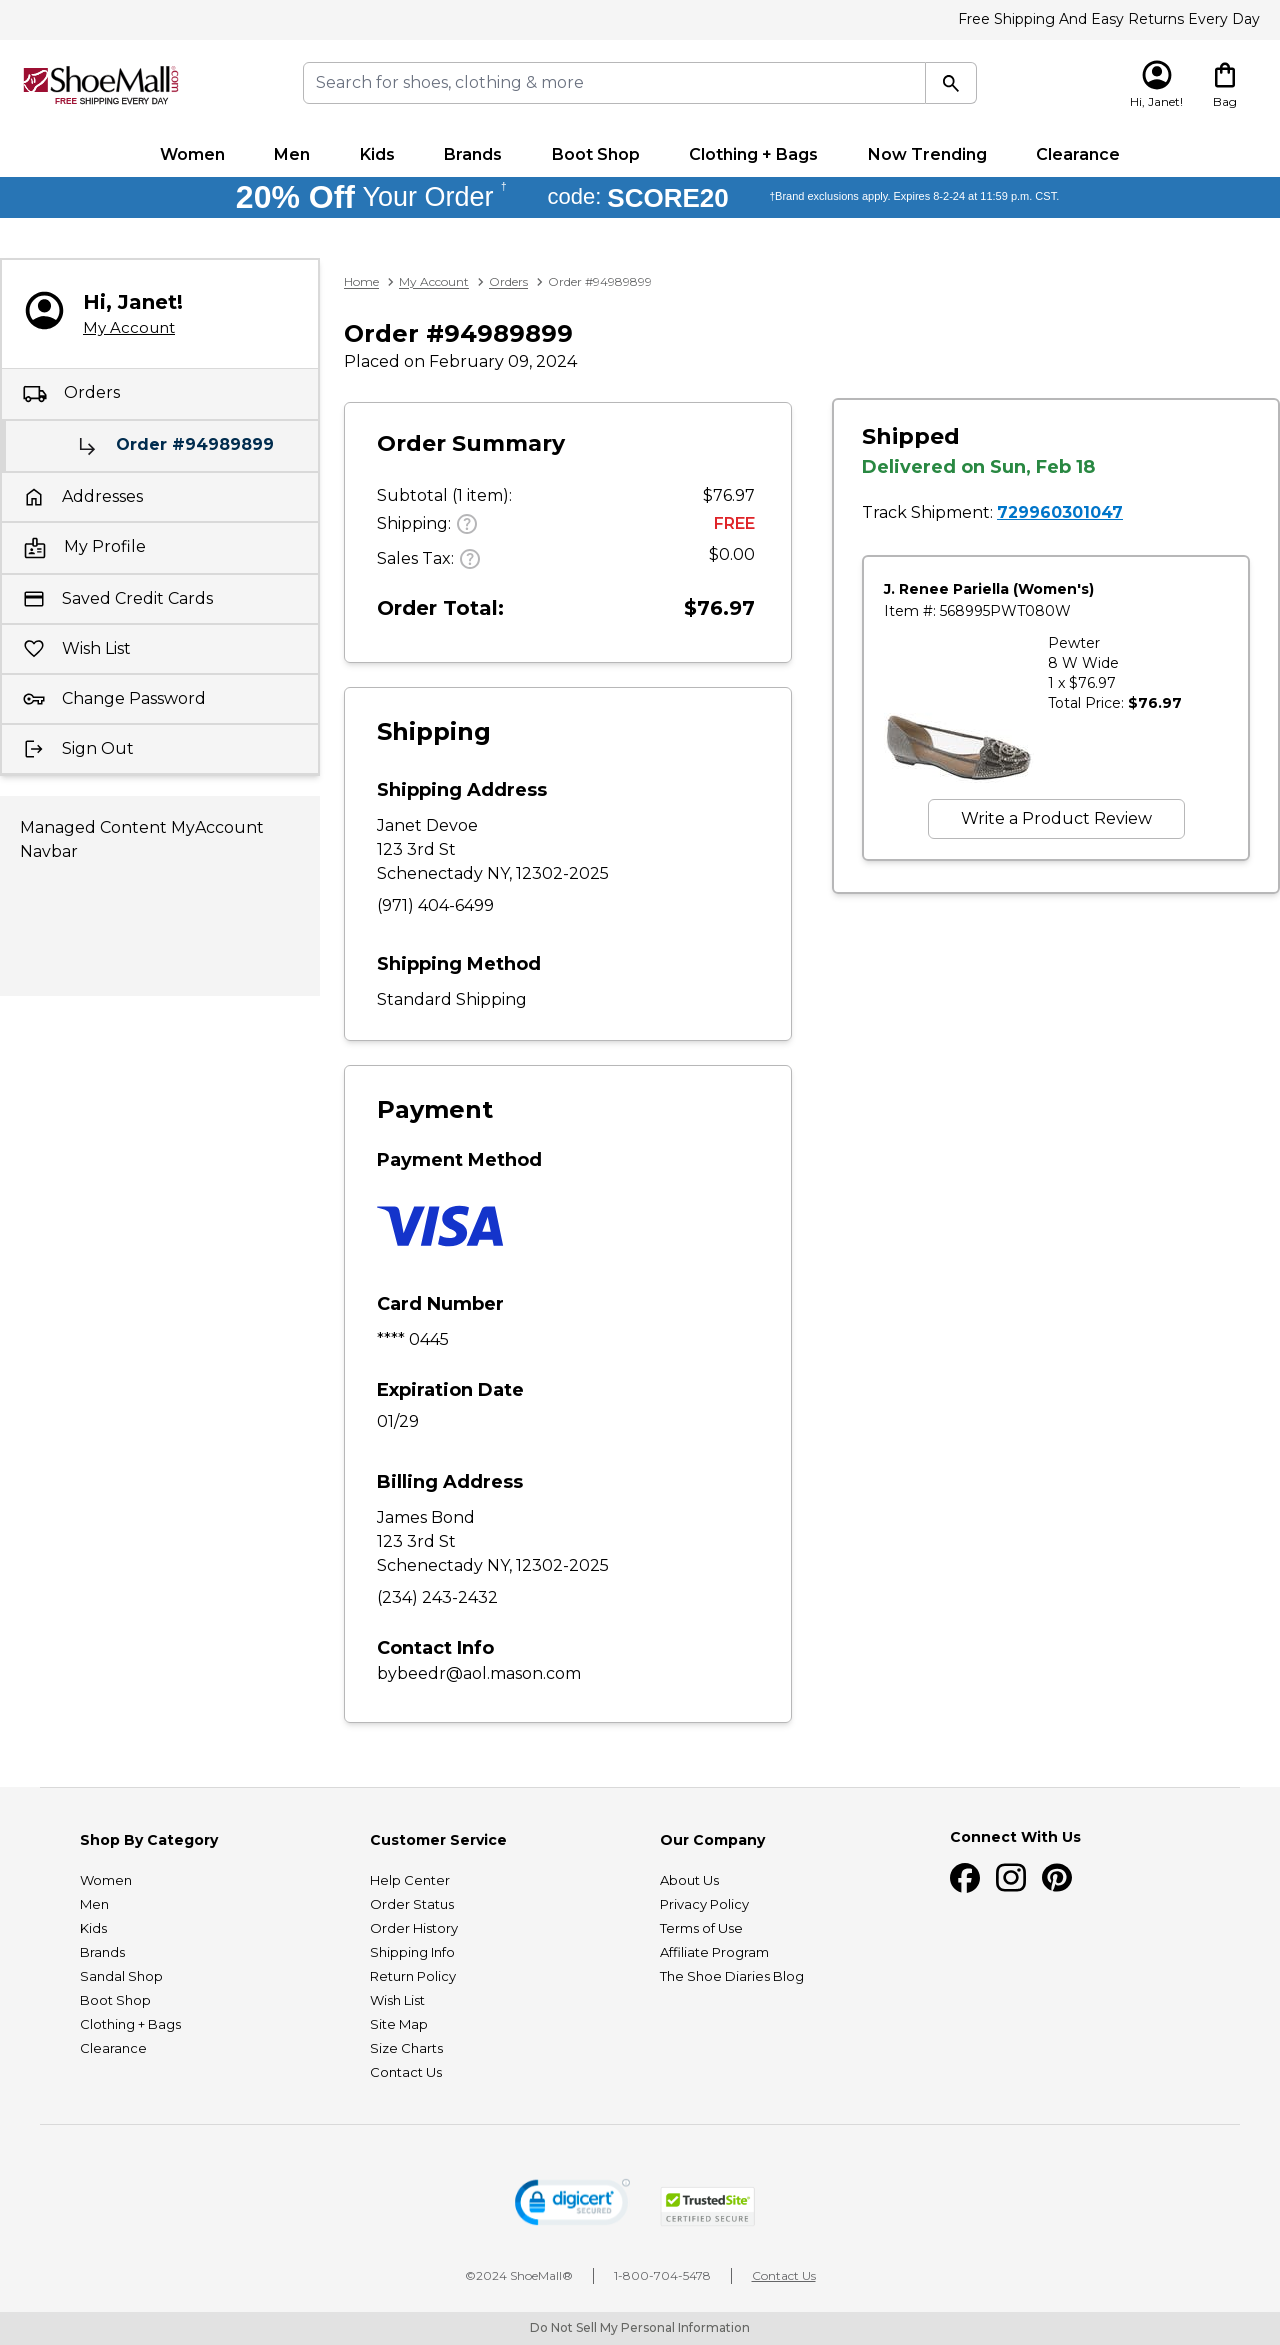 Free Shipping And Easy Returns Every Day
ShoeMall.com®
FREE SHIPPING EVERY DAY
Search for shoes, clothing & more
Hi, Janet!
Bag
Women Men Kids Brands Boot Shop Clothing + Bags Now Trending Clearance
20% Off Your Order † code: SCORE20 †Brand exclusions apply. Expires 8-2-24 at 11:59 p.m. CST.
Hi, Janet!
My Account
Orders
Order #94989899
Addresses
My Profile
Saved Credit Cards
Wish List
Change Password
Sign Out
Managed Content MyAccount
Navbar
Home > My Account > Orders > Order #94989899
Order #94989899
Placed on February 09, 2024
Order Summary
Subtotal (1 item): $76.97
Shipping: ? FREE
Sales Tax: ? $0.00
Order Total: $76.97
Shipping
Shipping Address
Janet Devoe
123 3rd St
Schenectady NY, 12302-2025
(971) 404-6499
Shipping Method
Standard Shipping
Payment
Payment Method
VISA
Card Number
**** 0445
Expiration Date
01/29
Billing Address
James Bond
123 3rd St
Schenectady NY, 12302-2025
(234) 243-2432
Contact Info
bybeedr@aol.mason.com
Shipped
Delivered on Sun, Feb 18
Track Shipment: 729960301047
J. Renee Pariella (Women's)
Item #: 568995PWT080W
Pewter
8 W Wide
1 x $76.97
Total Price: $76.97
Write a Product Review
Shop By Category
Women
Men
Kids
Brands
Sandal Shop
Boot Shop
Clothing + Bags
Clearance
Customer Service
Help Center
Order Status
Order History
Shipping Info
Return Policy
Wish List
Site Map
Size Charts
Contact Us
Our Company
About Us
Privacy Policy
Terms of Use
Affiliate Program
The Shoe Diaries Blog
Connect With Us
digicert
SECURED
TrustedSite
CERTIFIED SECURE
©2024 ShoeMall® | 1-800-704-5478 | Contact Us
Do Not Sell My Personal Information